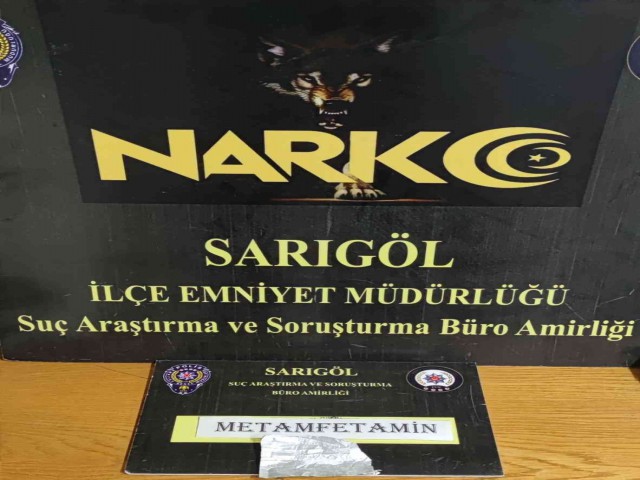 NARKO
SARIGÖL
İLÇE EMNİYET MÜDÜRLÜĞÜ
Suç Araştırma ve Soruşturma Büro Amirliği
SARIGÖL
SUÇ ARAŞTIRMA VE SORUŞTURMA
BÜRO AMİRLİĞİ
METAMFETAMİN